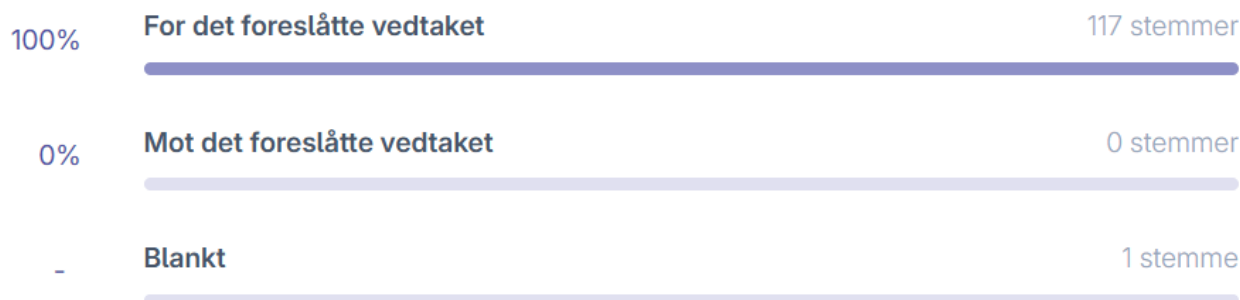 100% For det foreslåtte vedtaket 117 stemmer
0% Mot det foreslåtte vedtaket 0 stemmer
- Blankt 1 stemme